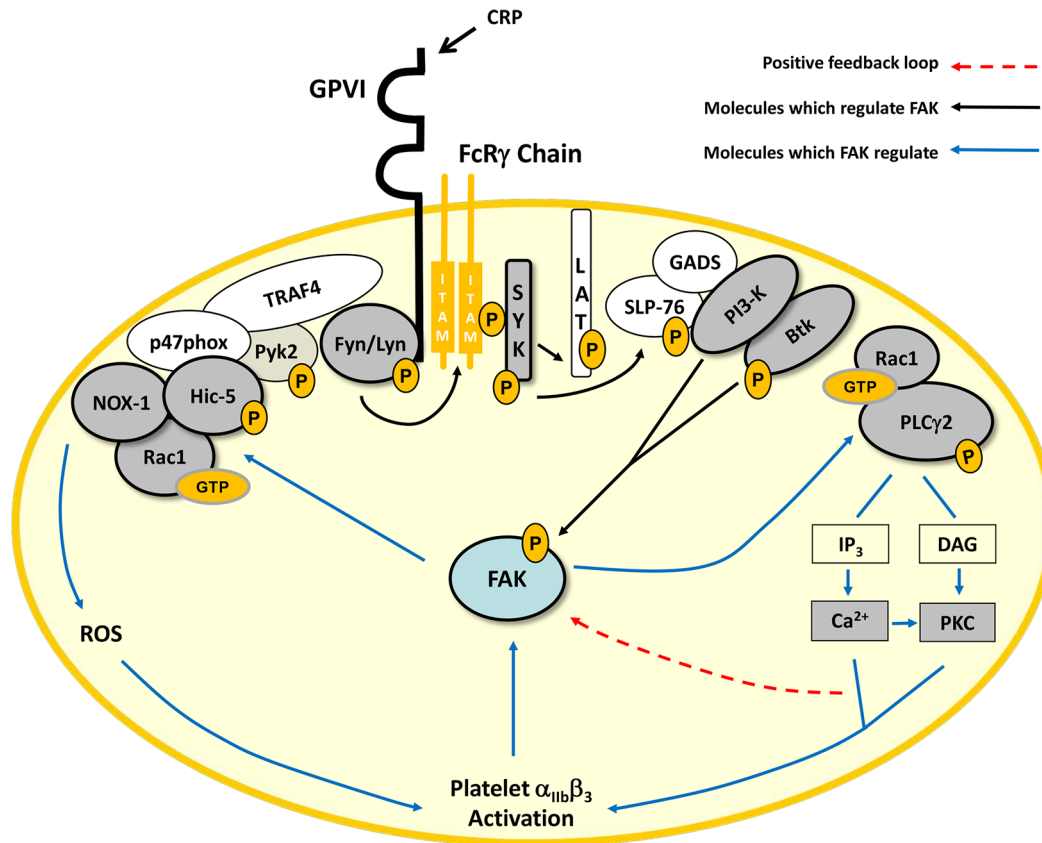 CRP
GPVI
Positive feedback loop
Molecules which regulate FAK
Molecules which FAK regulate
FcRγ Chain
ITAM
ITAM
P
SYK
P
LAT
P
GADS
SLP-76
P
PI3-K
Btk
P
TRAF4
p47phox
Pyk2
P
Fyn/Lyn
P
NOX-1
Hic-5
P
Rac1
GTP
Rac1
GTP
PLCγ2
P
P
FAK
IP₃
DAG
Ca²⁺
PKC
ROS
Platelet α_IIbβ₃
Activation